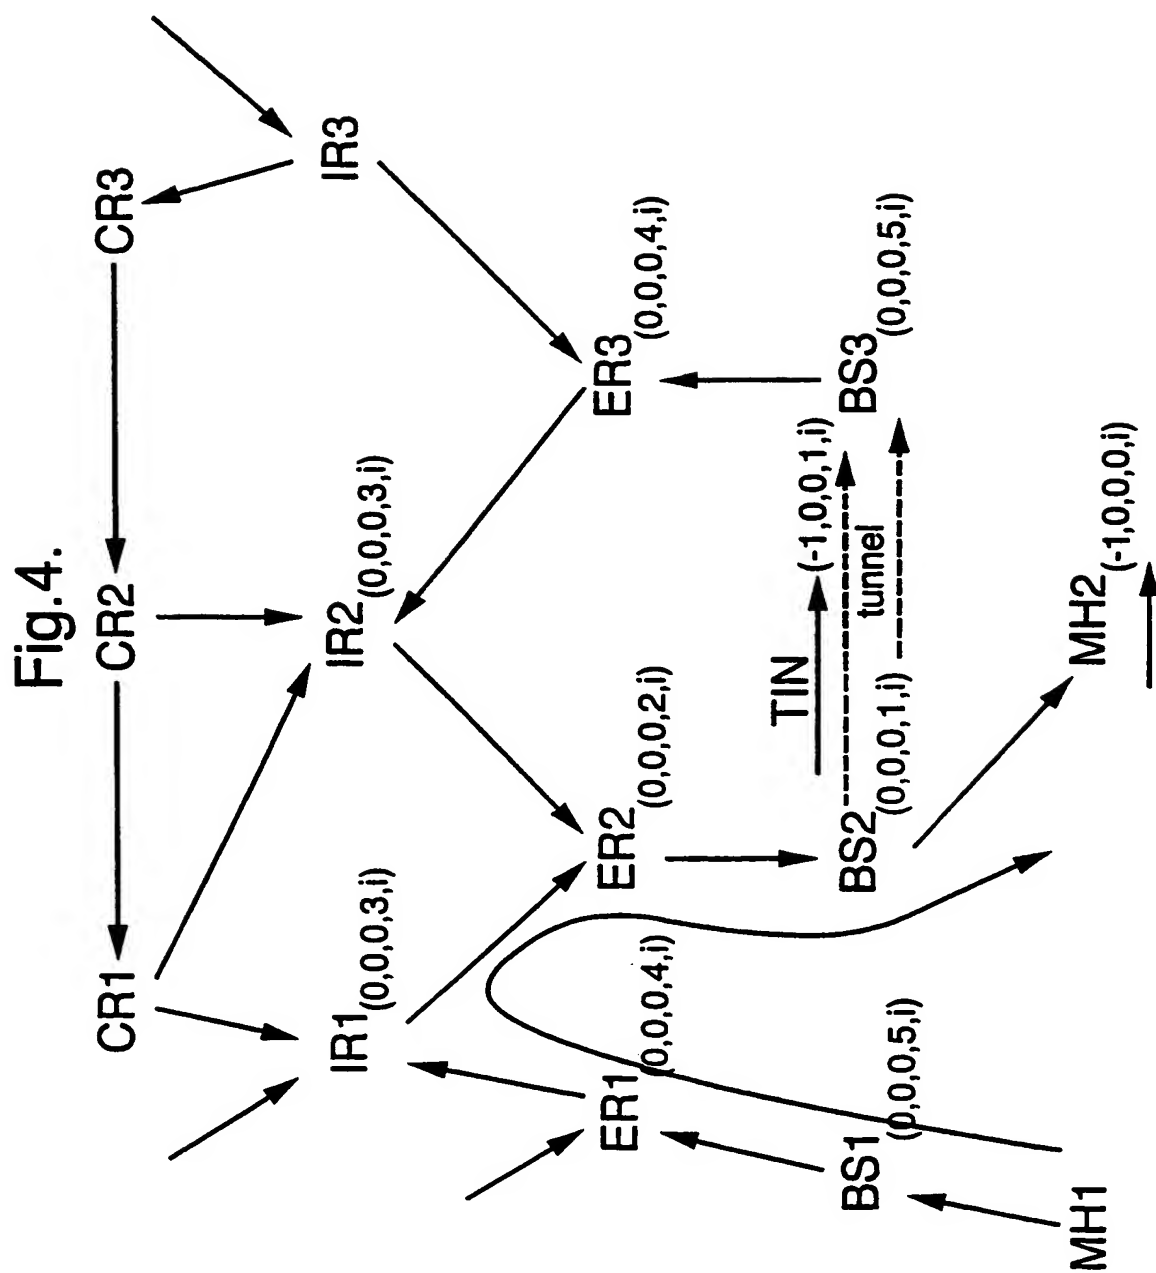 Fig.4.
CR1
CR2
CR3
IR1(0,0,0,3,i)
IR2(0,0,0,3,i)
IR3
ER1(0,0,0,4,i)
ER2(0,0,0,2,i)
ER3(0,0,0,4,i)
TIN
(-1,0,0,1,i)
tunnel
BS1(0,0,0,5,i)
BS2(0,0,0,1,i)
BS3(0,0,0,5,i)
MH1
MH2(-1,0,0,0,i)